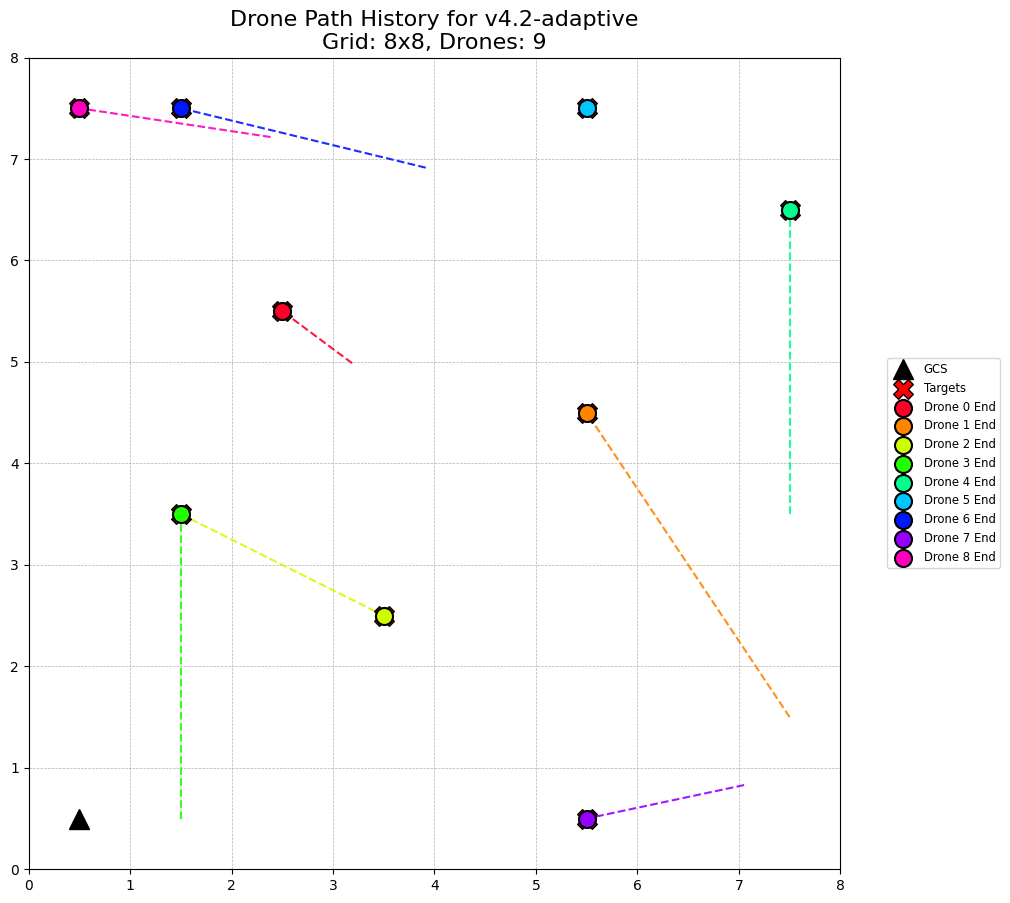 Drone Path History for v4.2-adaptive
Grid: 8x8, Drones: 9
8
7
6
5
4
3
2
1
0
0 1 2 3 4 5 6 7 8
GCS
Targets
Drone 0 End
Drone 1 End
Drone 2 End
Drone 3 End
Drone 4 End
Drone 5 End
Drone 6 End
Drone 7 End
Drone 8 End